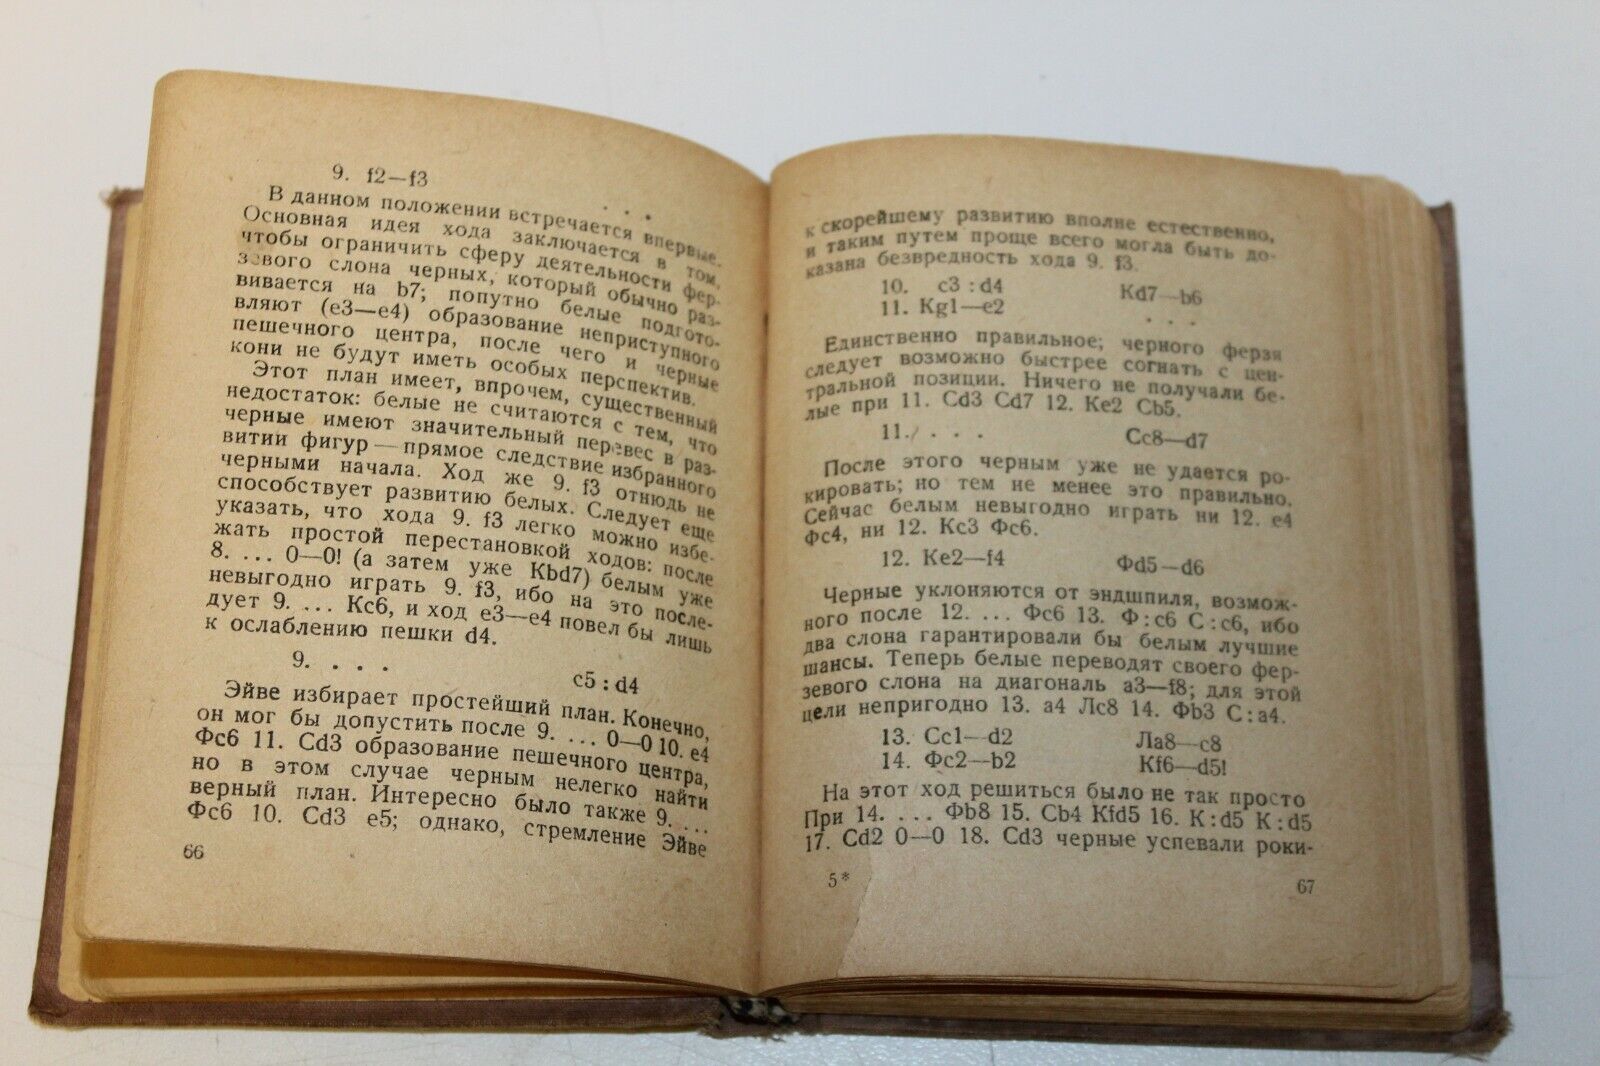 9. f2—f3
. . .
В данном положении встречается впервые.
Основная идея хода заключается в том,
чтобы ограничить сферу деятельности фер-
зевого слона черных, который обычно раз-
вивается на b7; попутно белые подгото-
вляют (e3—e4) образование неприступного
пешечного центра, после чего и черные
кони не будут иметь особых перспектив.
Этот план имеет, впрочем, существенный
недостаток: белые не считаются с тем, что
черные имеют значительный перевес в раз-
витии фигур — прямое следствие избранного
черными начала. Ход же 9. f3 отнюдь не
способствует развитию белых. Следует еще
указать, что хода 9. f3 легко можно избе-
жать простой перестановкой ходов: после
8. ... 0—0! (а затем уже Kbd7) белым уже
невыгодно играть 9. f3, ибо на это после-
дует 9. ... Кc6, и ход e3—e4 повел бы лишь
к ослаблению пешки d4.
9. . . . c5 : d4
Эйве избирает простейший план. Конечно,
он мог бы допустить после 9. ... 0—0 10. e4
Фc6 11. Cd3 образование пешечного центра,
но в этом случае черным нелегко найти
верный план. Интересно было также 9. ...
Фc6 10. Cd3 e5; однако, стремление Эйве
66
к скорейшему развитию вполне естественно,
и таким путем проще всего могла быть до-
казана безвредность хода 9. f3.
10. c3 : d4 Kd7—b6
11. Kg1—e2 . . .
Единственно правильное; черного ферзя
следует возможно быстрее согнать с цен-
тральной позиции. Ничего не получали бе-
лые при 11. Cd3 Cd7 12. Ke2 Cb5.
11. . . . Cc8—d7
После этого черным уже не удается ро-
кировать; но тем не менее это правильно.
Сейчас белым невыгодно играть ни 12. e4
Фc4, ни 12. Kc3 Фc6.
12. Ke2—f4 Фd5—d6
Черные уклоняются от эндшпиля, возмож-
ного после 12. ... Фc6 13. Ф : c6 C : c6, ибо
два слона гарантировали бы белым лучшие
шансы. Теперь белые переводят своего фер-
зевого слона на диагональ a3—f8; для этой
цели непригодно 13. a4 Лc8 14. Фb3 C : a4.
13. Cc1—d2 Лa8—c8
14. Фc2—b2 Kf6—d5!
На этот ход решиться было не так просто
При 14. ... Фb8 15. Cb4 Kfd5 16. K : d5 K : d5
17. Cd2 0—0 18. Cd3 черные успевали роки-
5*
67